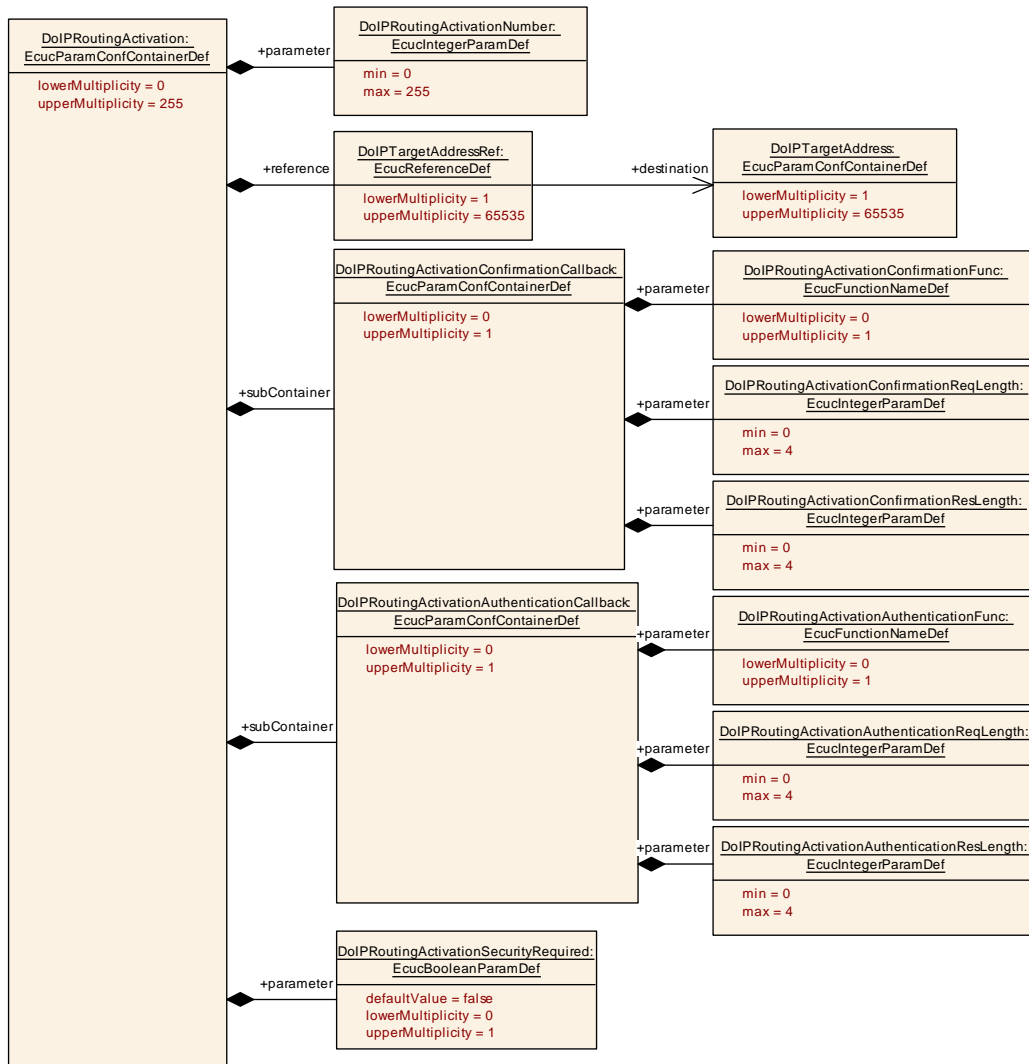 DoIPRoutingActivation:
EcucParamConfContainerDef
lowerMultiplicity = 0
upperMultiplicity = 255
+parameter
DoIPRoutingActivationNumber:
EcucIntegerParamDef
min = 0
max = 255
+reference
DoIPTargetAddressRef:
EcucReferenceDef
lowerMultiplicity = 1
upperMultiplicity = 65535
+destination
DoIPTargetAddress:
EcucParamConfContainerDef
lowerMultiplicity = 1
upperMultiplicity = 65535
+subContainer
DoIPRoutingActivationConfirmationCallback:
EcucParamConfContainerDef
lowerMultiplicity = 0
upperMultiplicity = 1
+parameter
DoIPRoutingActivationConfirmationFunc:
EcucFunctionNameDef
lowerMultiplicity = 0
upperMultiplicity = 1
+parameter
DoIPRoutingActivationConfirmationReqLength:
EcucIntegerParamDef
min = 0
max = 4
+parameter
DoIPRoutingActivationConfirmationResLength:
EcucIntegerParamDef
min = 0
max = 4
+subContainer
DoIPRoutingActivationAuthenticationCallback:
EcucParamConfContainerDef
lowerMultiplicity = 0
upperMultiplicity = 1
+parameter
DoIPRoutingActivationAuthenticationFunc:
EcucFunctionNameDef
lowerMultiplicity = 0
upperMultiplicity = 1
+parameter
DoIPRoutingActivationAuthenticationReqLength:
EcucIntegerParamDef
min = 0
max = 4
+parameter
DoIPRoutingActivationAuthenticationResLength:
EcucIntegerParamDef
min = 0
max = 4
+parameter
DoIPRoutingActivationSecurityRequired:
EcucBooleanParamDef
defaultValue = false
lowerMultiplicity = 0
upperMultiplicity = 1